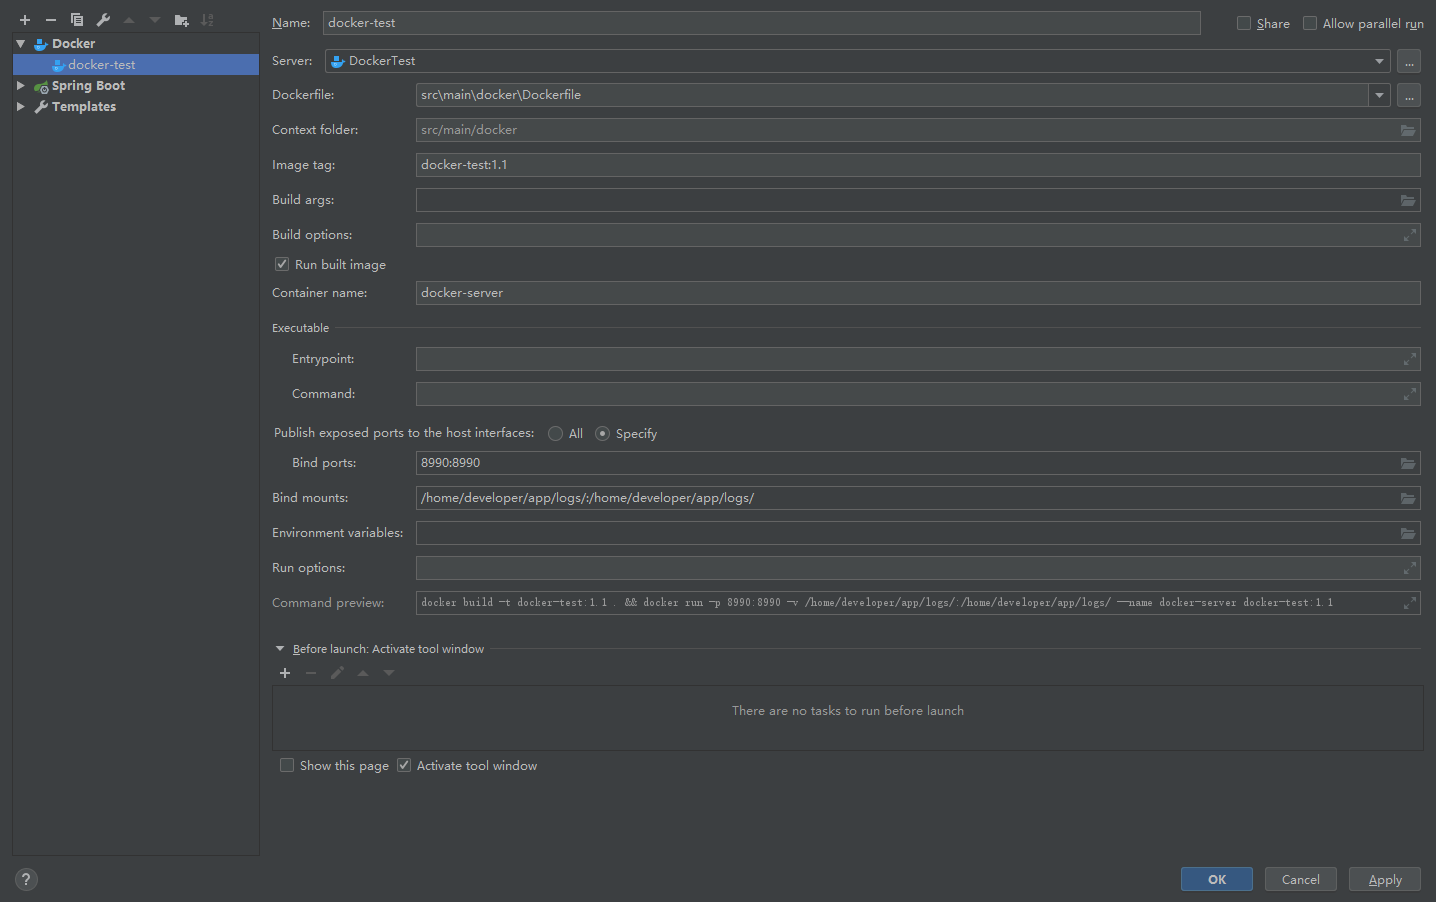 Name: docker-test Share Allow parallel run
Docker
docker-test
Spring Boot
Templates
Server: DockerTest ...
Dockerfile: src\main\docker\Dockerfile ...
Context folder: src/main/docker
Image tag: docker-test:1.1
Build args:
Build options:
Run built image
Container name: docker-server
Executable
Entrypoint:
Command:
Publish exposed ports to the host interfaces: All Specify
Bind ports: 8990:8990
Bind mounts: /home/developer/app/logs/:/home/developer/app/logs/
Environment variables:
Run options:
Command preview: docker build -t docker-test:1.1 . && docker run -p 8990:8990 -v /home/developer/app/logs/:/home/developer/app/logs/ --name docker-server docker-test:1.1
Before launch: Activate tool window
There are no tasks to run before launch
Show this page Activate tool window
? OK Cancel Apply